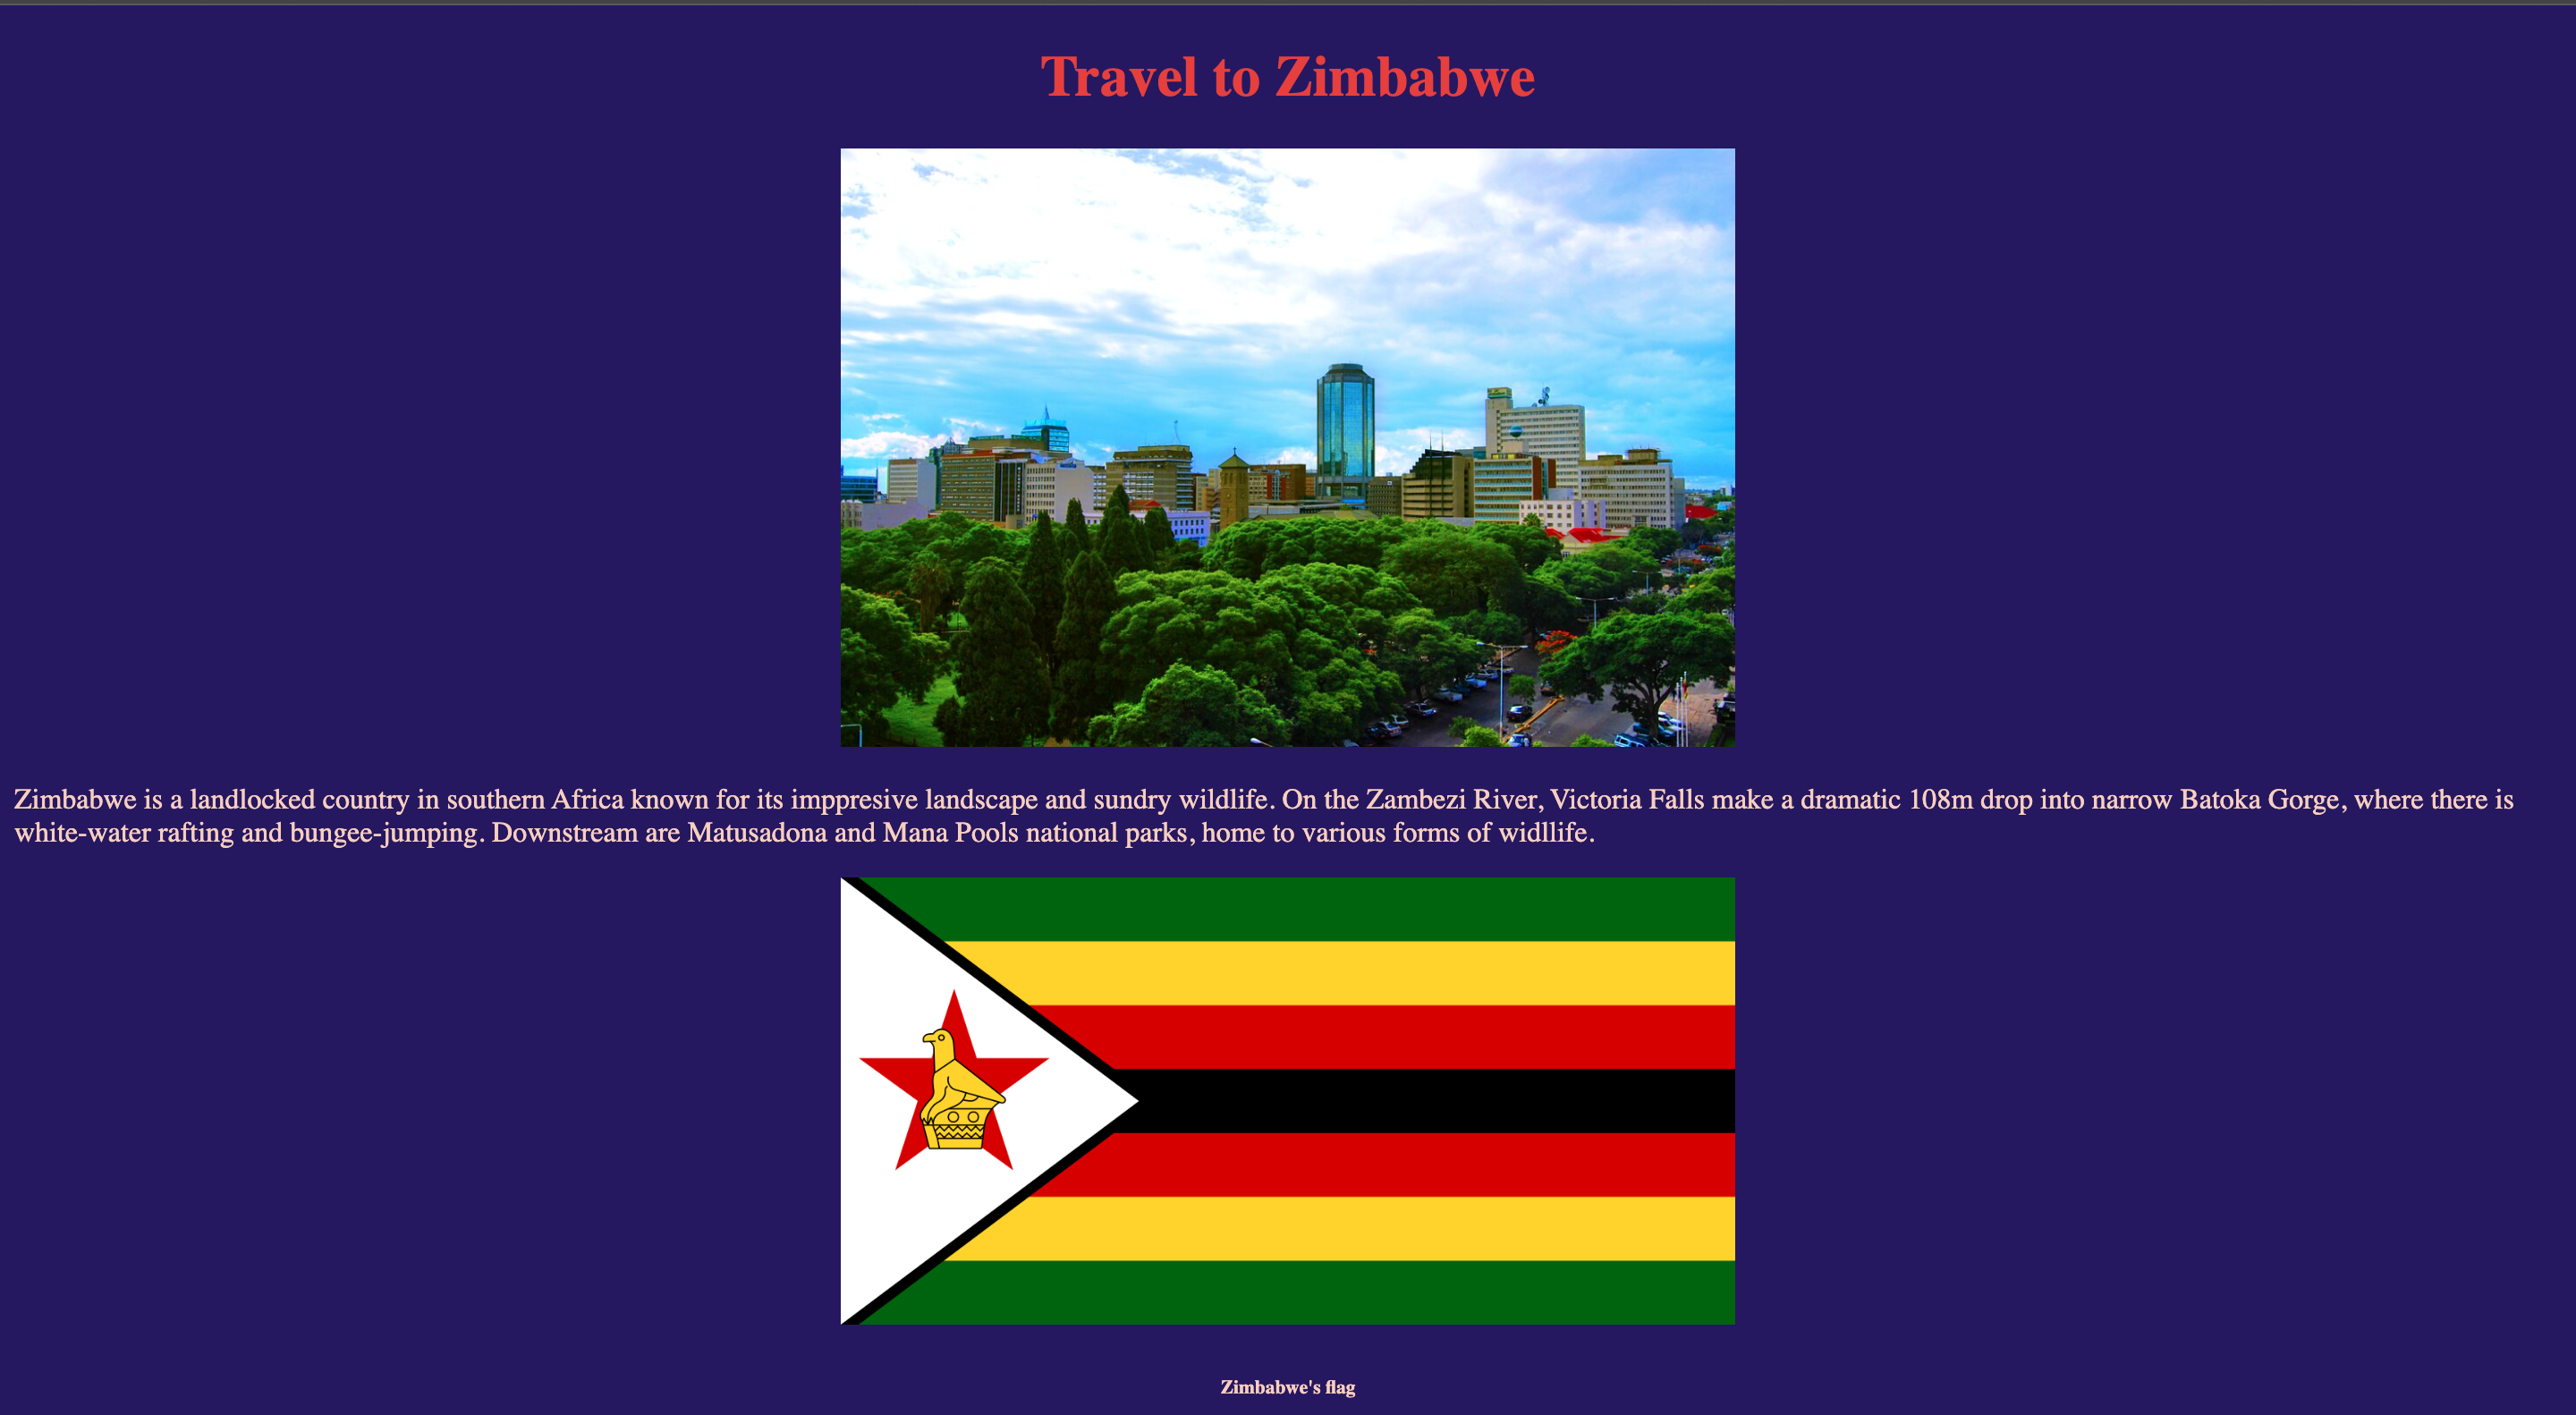 Travel to Zimbabwe
Zimbabwe is a landlocked country in southern Africa known for its imppresive landscape and sundry wildlife. On the Zambezi River, Victoria Falls make a dramatic 108m drop into narrow Batoka Gorge, where there is
white-water rafting and bungee-jumping. Downstream are Matusadona and Mana Pools national parks, home to various forms of widllife.
Zimbabwe's flag